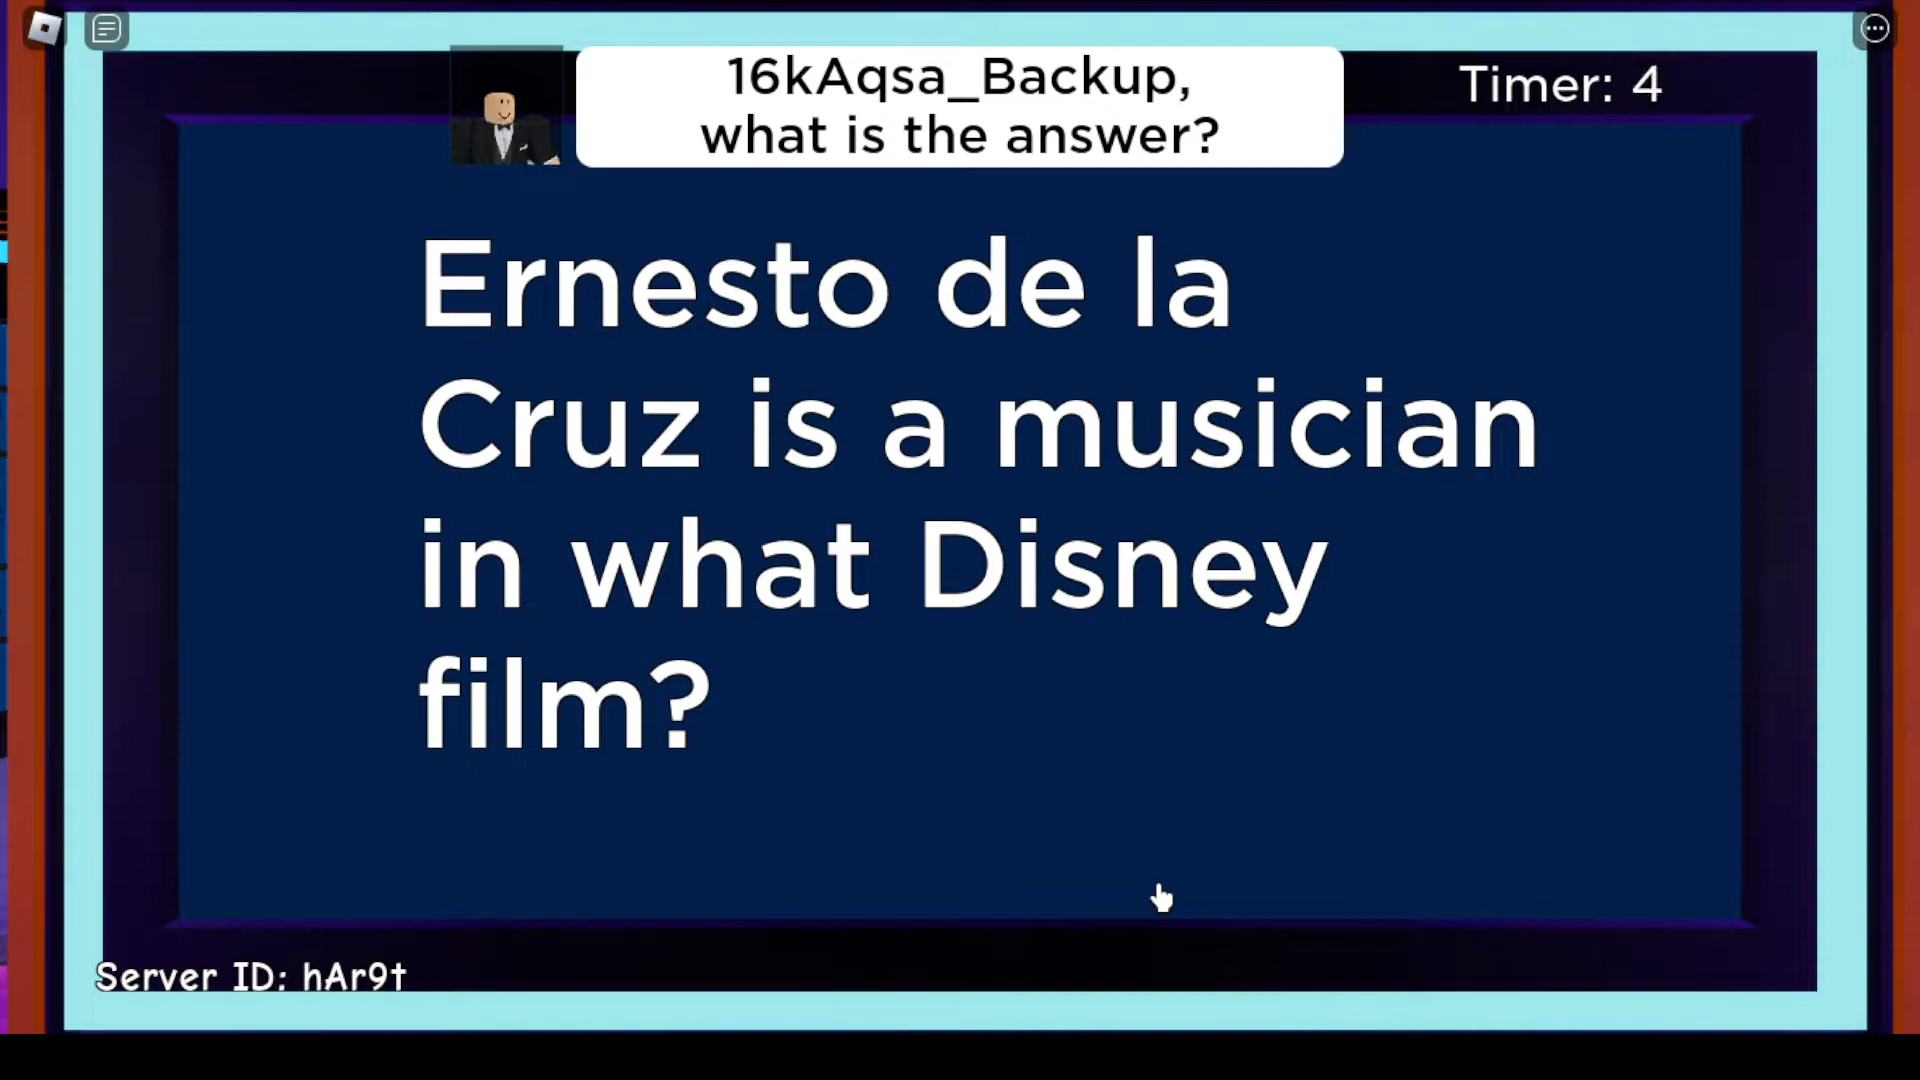 16kAqsa_Backup,
what is the answer?
Timer: 4
Ernesto de la
Cruz is a musician
in what Disney
film?
Server ID: hAr9t